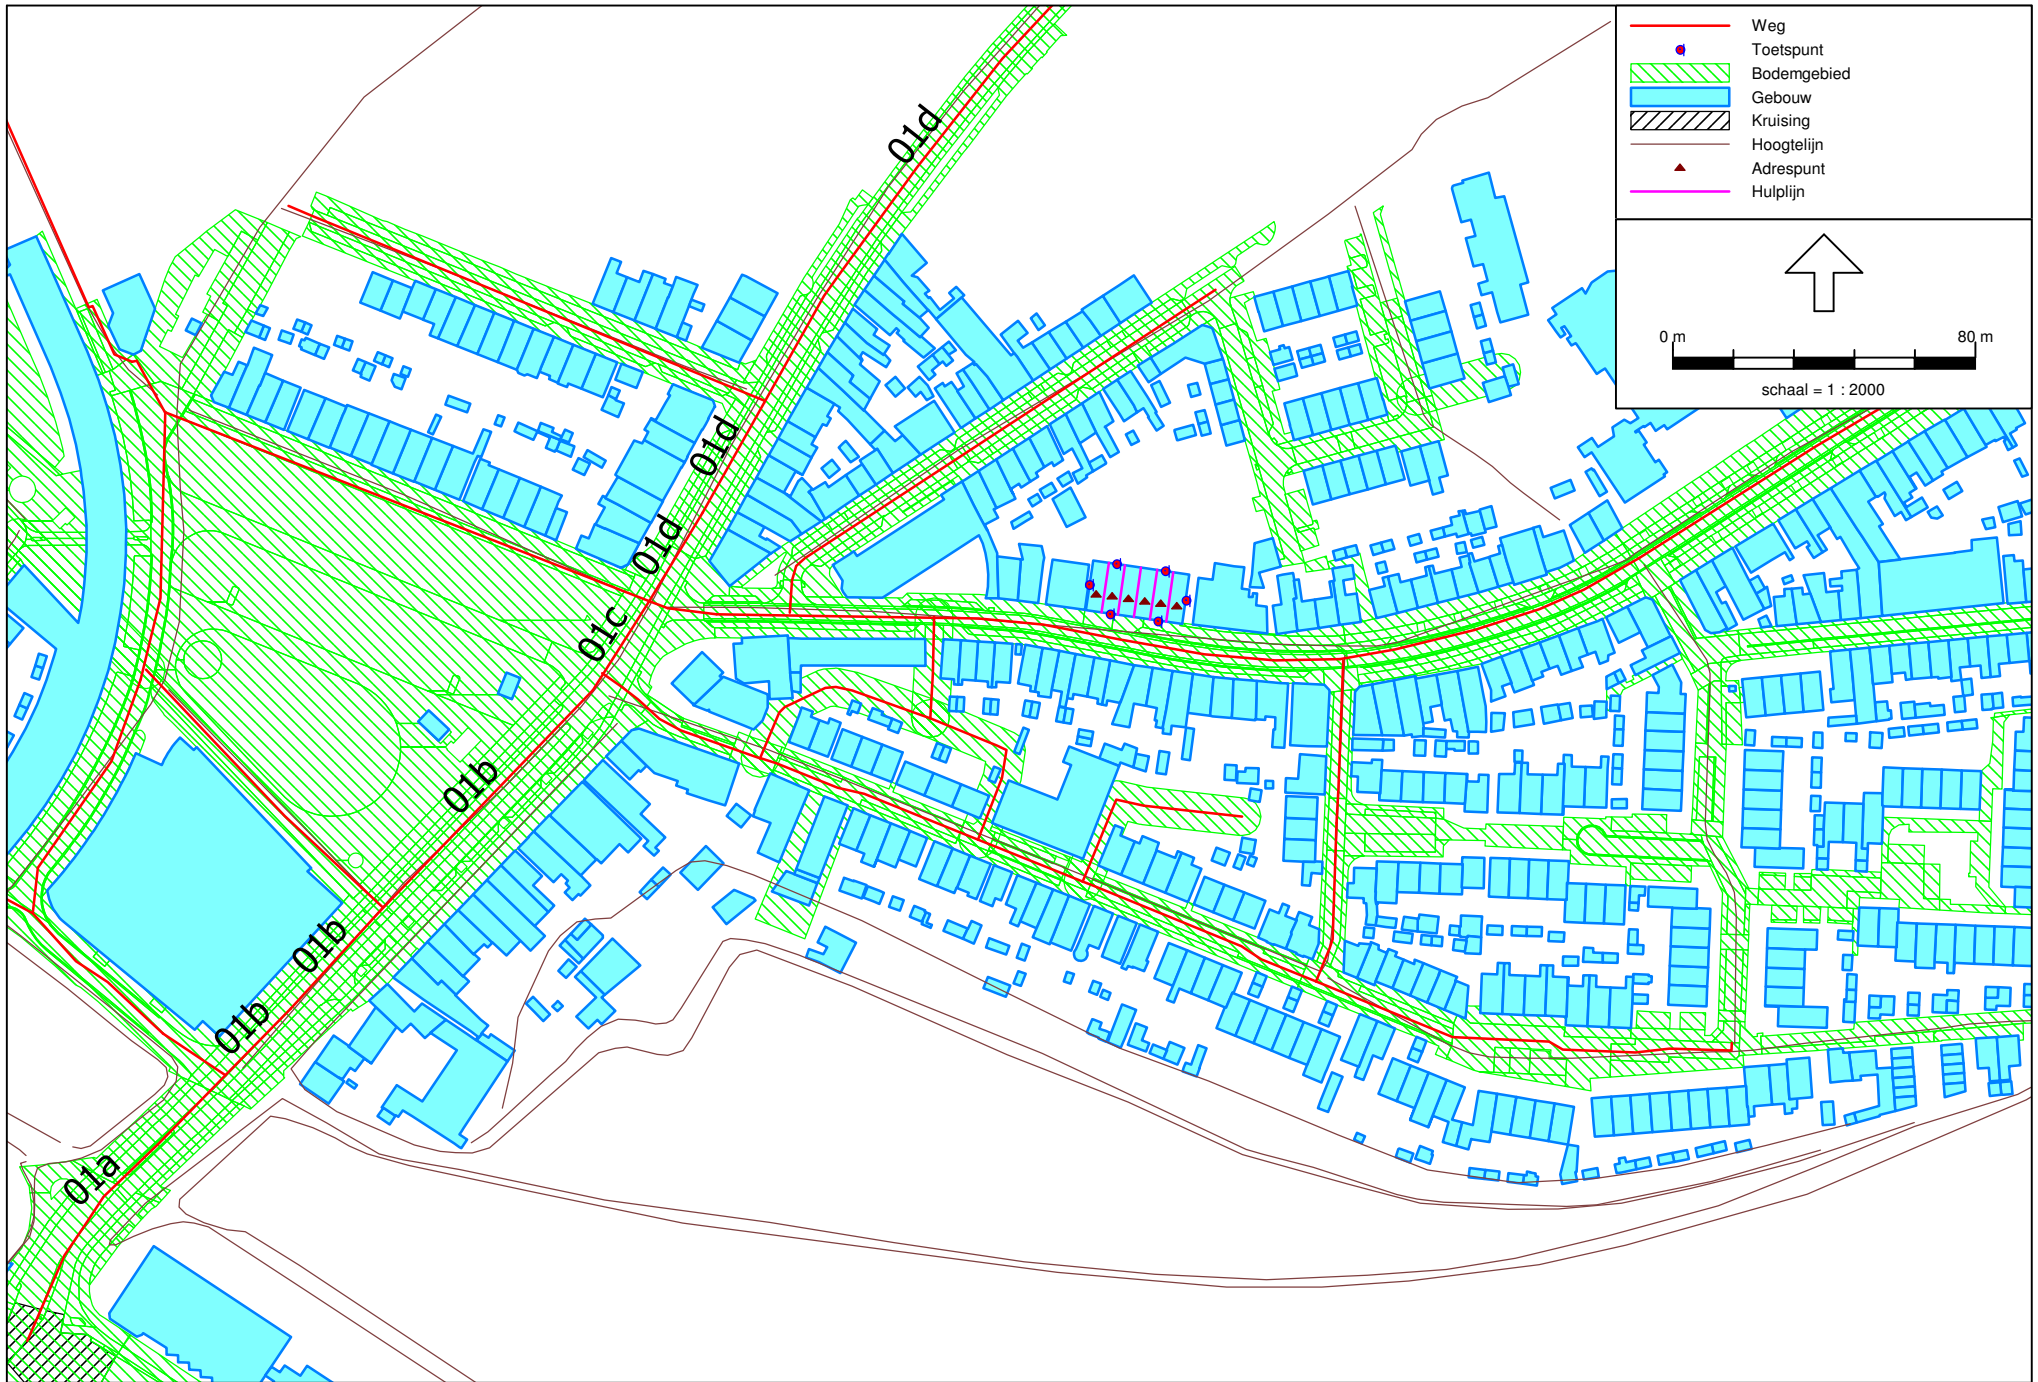 Weg
Toetspunt
Bodemgebied
Gebouw
Kruising
Hoogtelijn
Adrespunt
Hulplijn
0 m 80 m
schaal = 1 : 2000
01d
01d
01d
01c
01b
01b
01b
01a